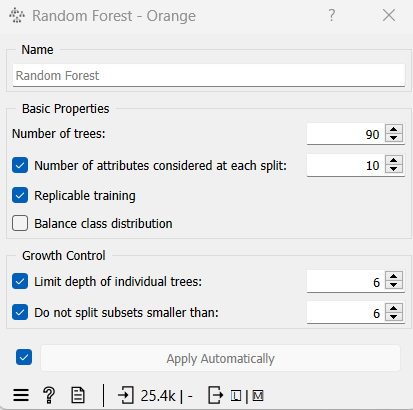 Random Forest - Orange ? ×
Name
Random Forest
Basic Properties
Number of trees: 90
Number of attributes considered at each split: 10
Replicable training
Balance class distribution
Growth Control
Limit depth of individual trees: 6
Do not split subsets smaller than: 6
Apply Automatically
? 25.4k | - L | M